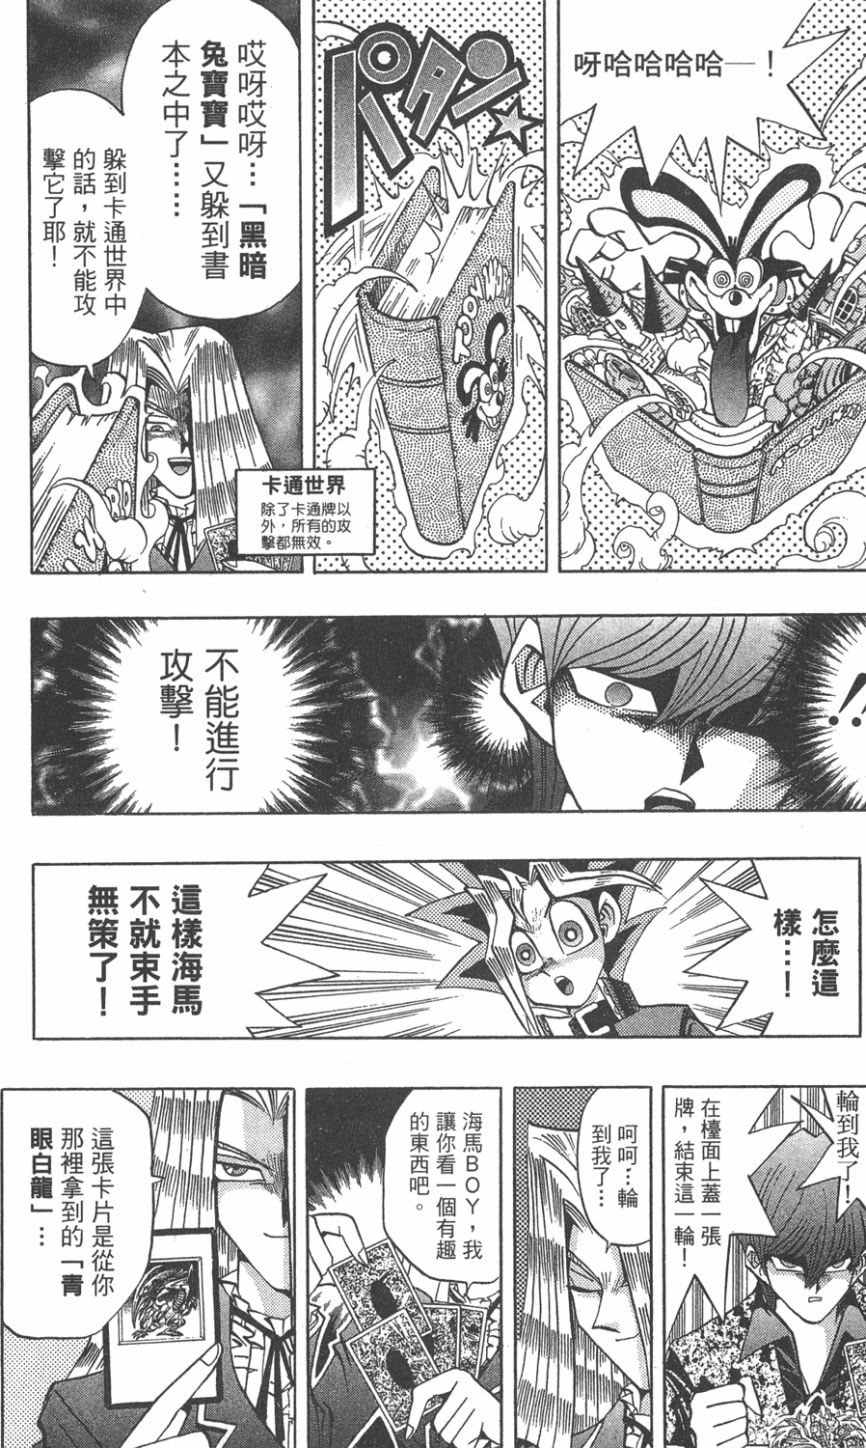 呀哈哈哈哈—！
TOON WORLD
パタン☆
TOON WORLD
哎呀哎呀…「黑暗
兔寶寶」又躲到書
本之中了……
躲到卡通世界中
的話，就不能攻
擊它了耶！
卡通世界
除了卡通牌以
外，所有的攻
擊都無效。
！！
不能進行
攻擊！
怎麼這
樣…！
這樣海馬
不就束手
無策了！
輪到我了！
在檯面上蓋一張
牌，結束這一輪！
呵呵…輪
到我了…
海馬ＢＯＹ，我
讓你看一個有趣
的東西吧。
這張卡片是從你
那裡拿到的「青
眼白龍」…